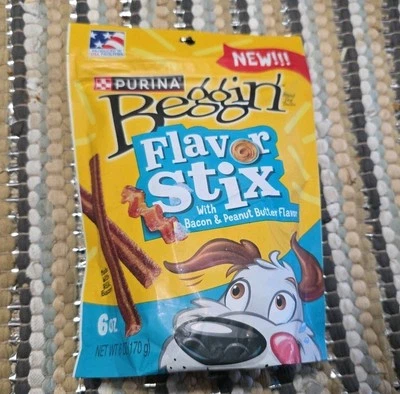 NEW!!!
PURINA
Beggin'
Flavor
Stix
With
Bacon & Peanut Butter Flavor
6 oz
NET WT 6 OZ (170 g)